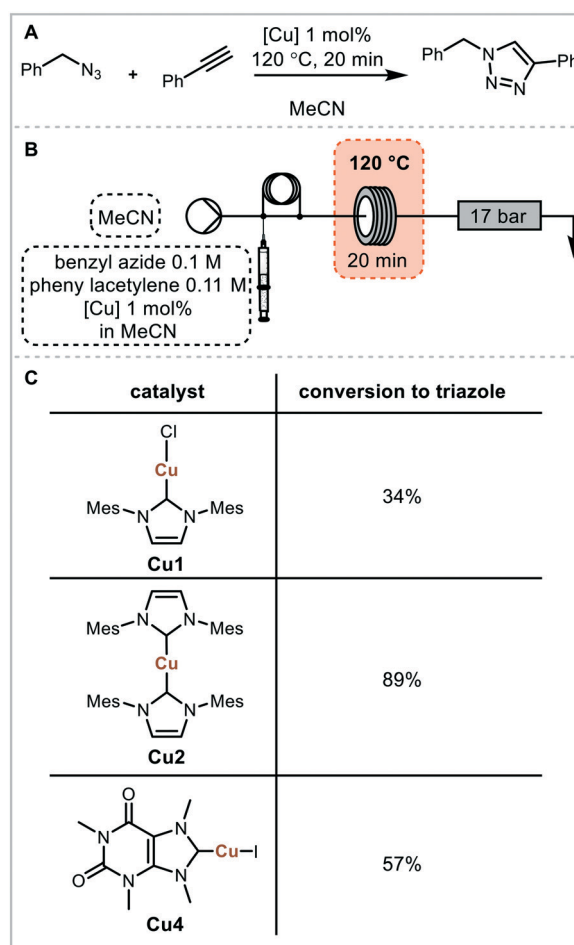 A
Ph
N3
+
Ph
[Cu] 1 mol%
120 °C, 20 min
MeCN
Ph
N
N
N
Ph
B
MeCN
benzyl azide 0.1 M
pheny lacetylene 0.11 M
[Cu] 1 mol%
in MeCN
120 °C
20 min
17 bar
C
catalyst
conversion to triazole
Cl
Cu
Mes
N
N
Mes
Cu1
34%
Mes
N
N
Mes
Cu
Mes
N
N
Mes
Cu2
89%
O
N
N
O
N
N
Cu
I
Cu4
57%